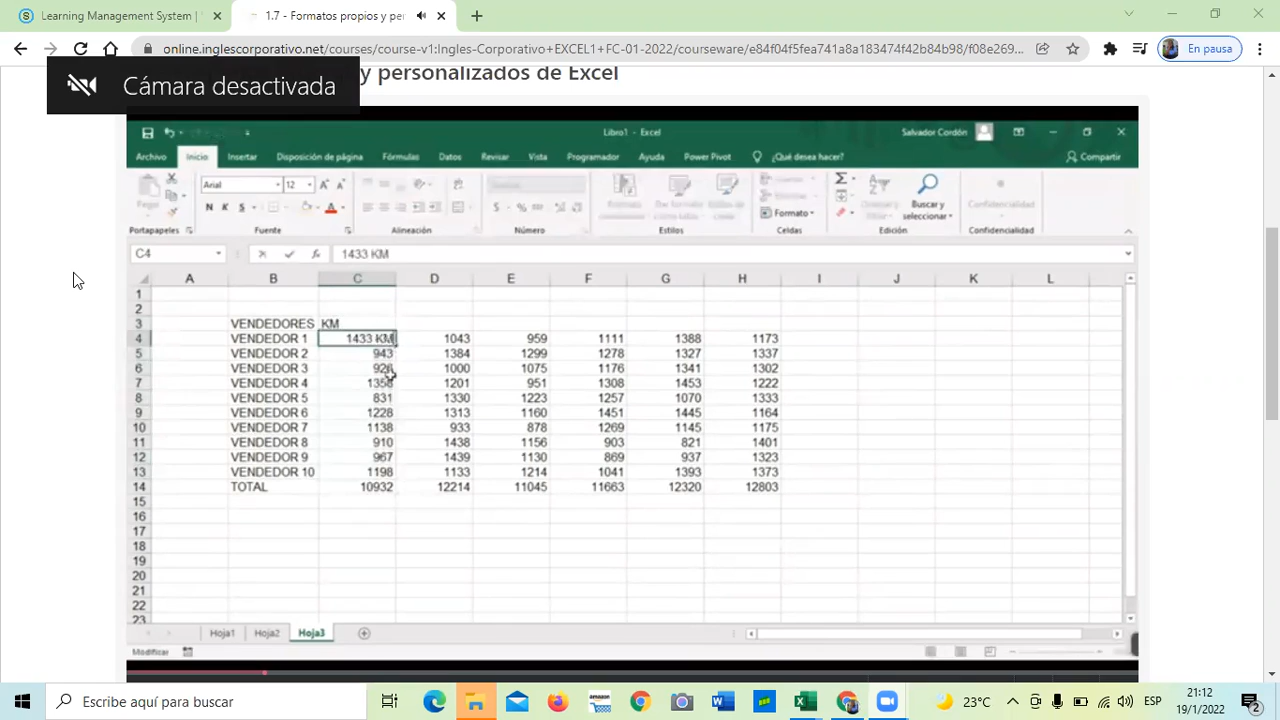 Learning Management System
1.7 - Formatos propios y per
online.inglescorporativo.net/courses/course-v1:Ingles-Corporativo+EXCEL1+FC-01-2022/courseware/e84f04f5fea741a8a183474f42b84b98/f08e269...
En pausa
Cámara desactivada
y personalizados de Excel
Libro1 - Excel
Salvador Cordón
Archivo Inicio Insertar Disposición de página Fórmulas Datos Revisar Vista Programador Ayuda Power Pivot ¿Qué desea hacer? Compartir
Pegar
Arial 12
N K S
Formato
Buscar y seleccionar
Confidencialidad
Portapapeles Fuente Alineación Número Estilos Celdas Edición Confidencialidad
C4 fx 1433 KM
A B C D E F G H I J K L
1
2
3 VENDEDORES KM
4 VENDEDOR 1 1433 KM 1043 959 1111 1388 1173
5 VENDEDOR 2 943 1384 1299 1278 1327 1337
6 VENDEDOR 3 926 1000 1075 1176 1341 1302
7 VENDEDOR 4 1358 1201 951 1308 1453 1222
8 VENDEDOR 5 831 1330 1223 1257 1070 1333
9 VENDEDOR 6 1228 1313 1160 1451 1445 1164
10 VENDEDOR 7 1138 933 878 1269 1145 1175
11 VENDEDOR 8 910 1438 1156 903 821 1401
12 VENDEDOR 9 967 1439 1130 869 937 1323
13 VENDEDOR 10 1198 1133 1214 1041 1393 1373
14 TOTAL 10932 12214 11045 11663 12320 12803
15
16
17
18
19
20
21
22
23
Hoja1 Hoja2 Hoja3
Modificar
Escribe aquí para buscar
amazon
23°C
ESP
21:12
19/1/2022
2